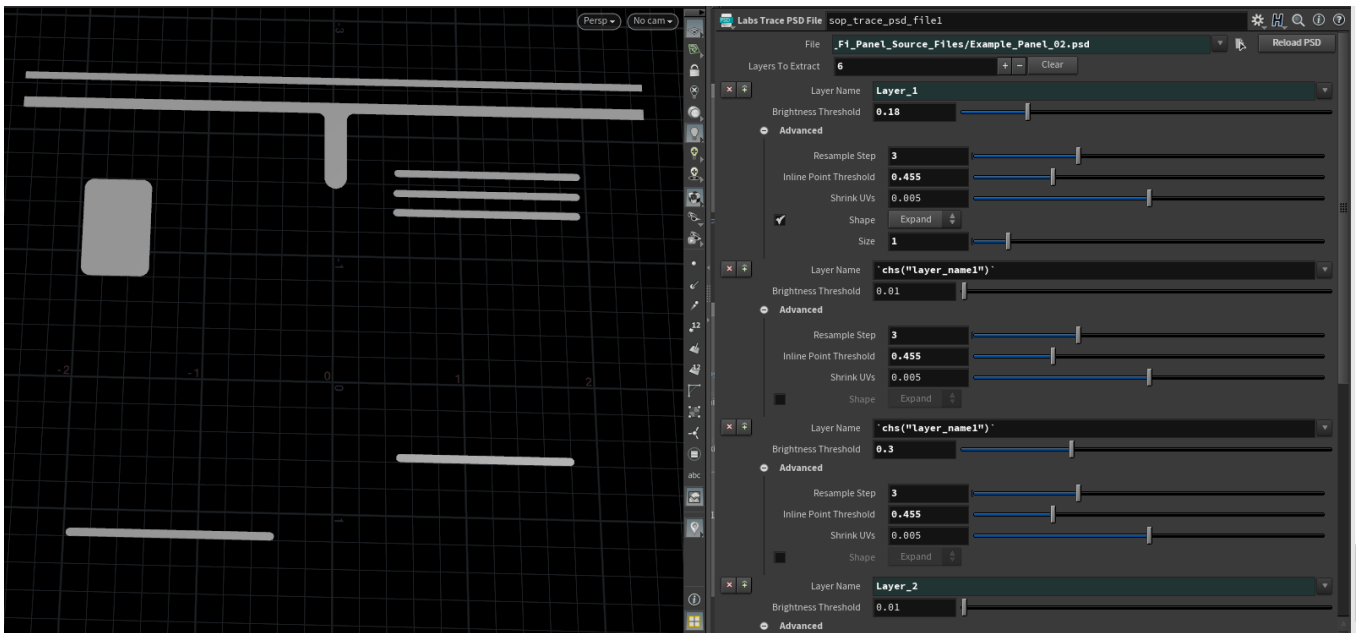 Persp
No cam
-3
-1
-2
-1
0
1
2
0
1
12
abc
Labs Trace PSD File sop_trace_psd_file1
File _Fi_Panel_Source_Files/Example_Panel_02.psd Reload PSD
Layers To Extract 6 + - Clear
Layer Name Layer_1
Brightness Threshold 0.18
Advanced
Resample Step 3
Inline Point Threshold 0.455
Shrink UVs 0.005
Shape Expand
Size 1
Layer Name `chs("layer_name1")`
Brightness Threshold 0.01
Advanced
Resample Step 3
Inline Point Threshold 0.455
Shrink UVs 0.005
Shape Expand
Layer Name `chs("layer_name1")`
Brightness Threshold 0.3
Advanced
Resample Step 3
Inline Point Threshold 0.455
Shrink UVs 0.005
Shape Expand
Layer Name Layer_2
Brightness Threshold 0.01
Advanced